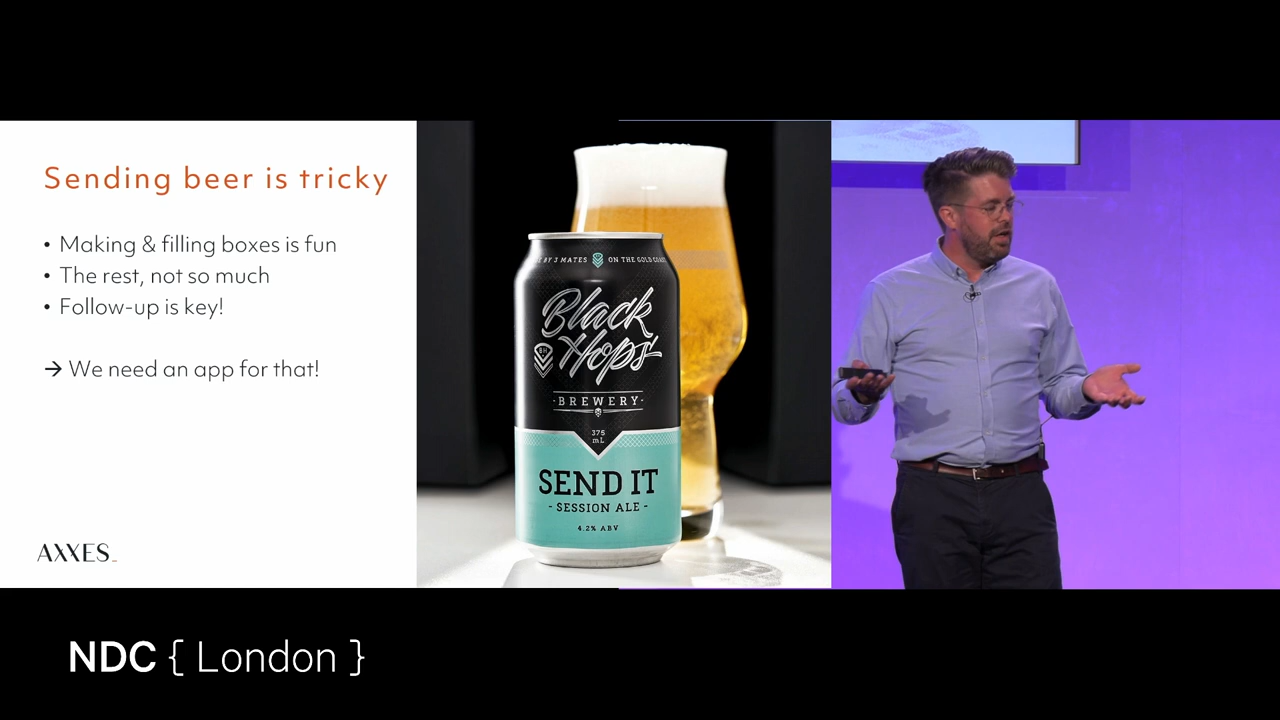 Sending beer is tricky
• Making & filling boxes is fun
• The rest, not so much
• Follow-up is key!
→ We need an app for that!
AXXES_
BY 3 MATES ON THE GOLD COAST
Black
Hops
BREWERY
375
mL
SEND IT
- SESSION ALE -
4.2% ABV
NDC { London }